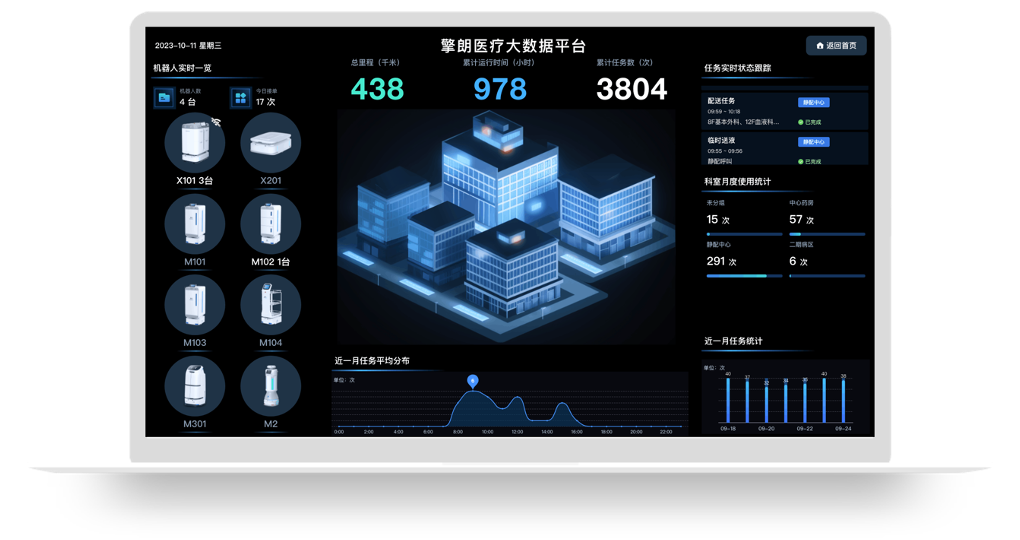 2023-10-11 星期三
擎朗医疗大数据平台
返回首页
机器人实时一览
机器人数
4 台
今日接单
17 次
X101 3台
X201
M101
M102 1台
M103
M104
M301
M2
总里程（千米）
438
累计运行时间（小时）
978
累计任务数（次）
3804
近一月任务平均分布
单位：次
0:00 2:00 4:00 6:00 8:00 10:00 12:00 14:00 16:00 18:00 20:00 22:00
任务实时状态跟踪
配送任务
静配中心
09:59 ~ 10:18
8F基本外科、12F血液科...
已完成
临时送液
静配中心
09:55 ~ 09:56
静配呼叫
已完成
科室月度使用统计
未分组
15 次
中心药房
57 次
静配中心
291 次
二期病区
6 次
近一月任务统计
单位：次
40 37 32 34 35 40 38
09-18 09-20 09-22 09-24